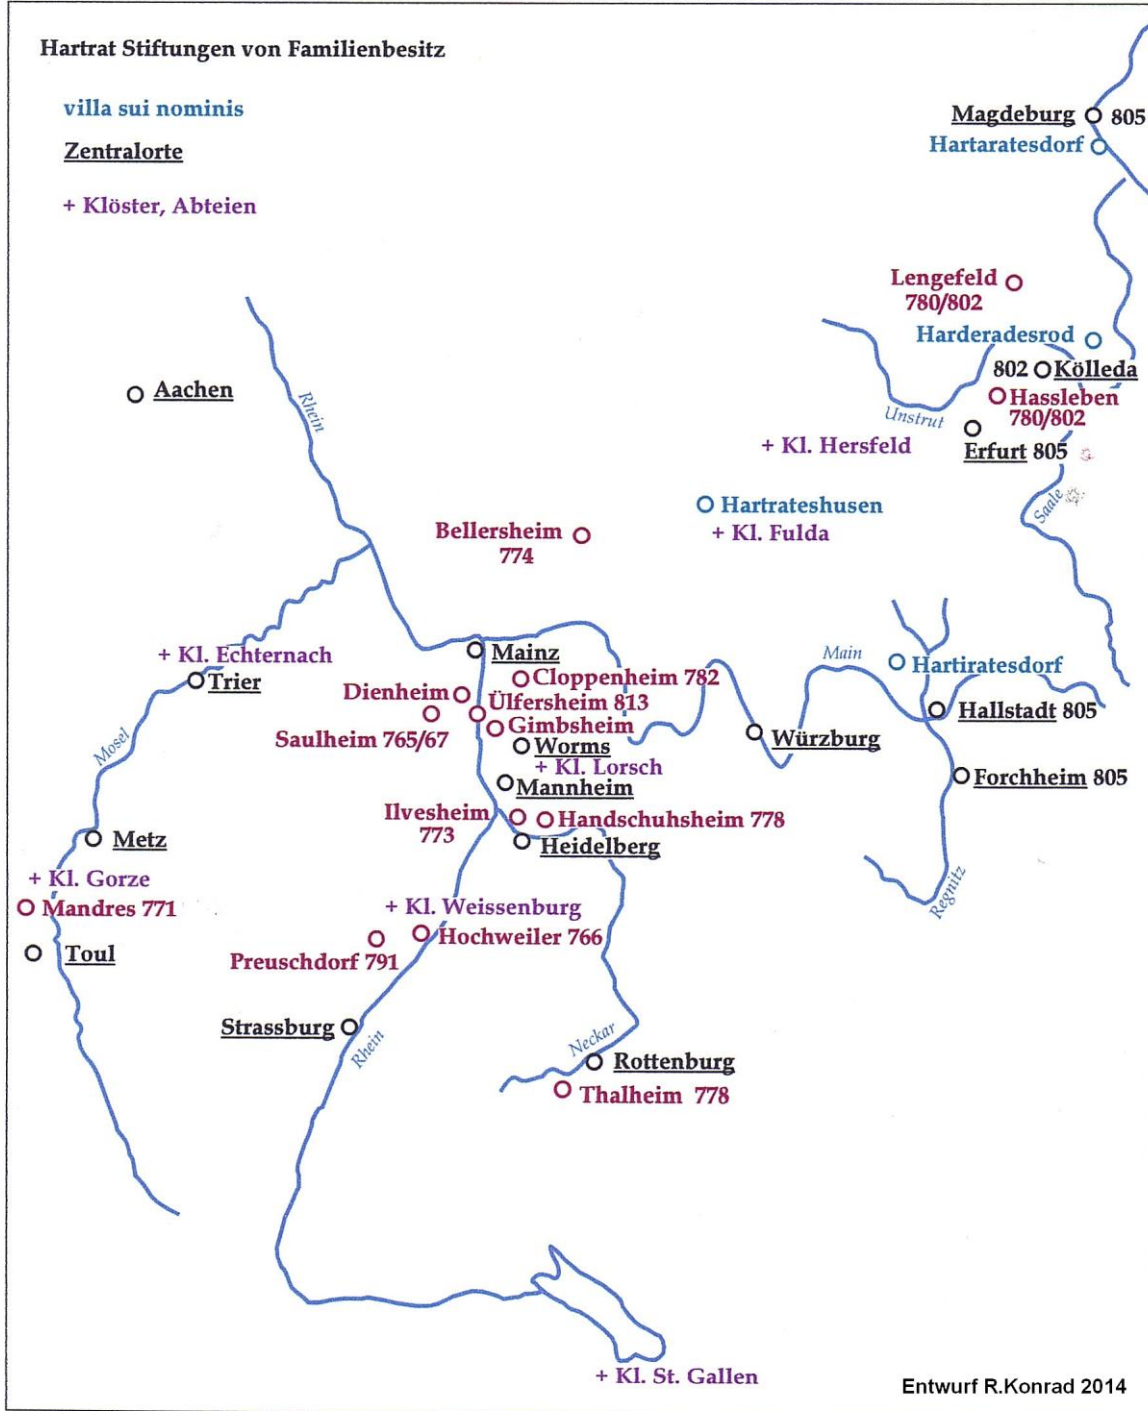 Hartrat Stiftungen von Familienbesitz
villa sui nominis
Zentralorte
+ Klöster, Abteien
Magdeburg 805
Hartaratesdorf
Lengefeld
780/802
Harderadesrod
802 Kölleda
Hassleben
780/802
Unstrut
Erfurt 805
+ Kl. Hersfeld
Saale
Aachen
Rhein
Hartrateshusen
+ Kl. Fulda
Bellersheim
774
+ Kl. Echternach
Trier
Mosel
Mainz
Cloppenheim 782
Dienheim
Ülfersheim 813
Saulheim 765/67
Gimbsheim
Worms
+ Kl. Lorsch
Mannheim
Ilvesheim
773
Handschuhsheim 778
Heidelberg
Main
Würzburg
Hartiratesdorf
Hallstadt 805
Forchheim 805
Regnitz
Metz
+ Kl. Gorze
Mandres 771
Toul
+ Kl. Weissenburg
Hochweiler 766
Preuschdorf 791
Strassburg
Rhein
Neckar
Rottenburg
Thalheim 778
+ Kl. St. Gallen
Entwurf R.Konrad 2014